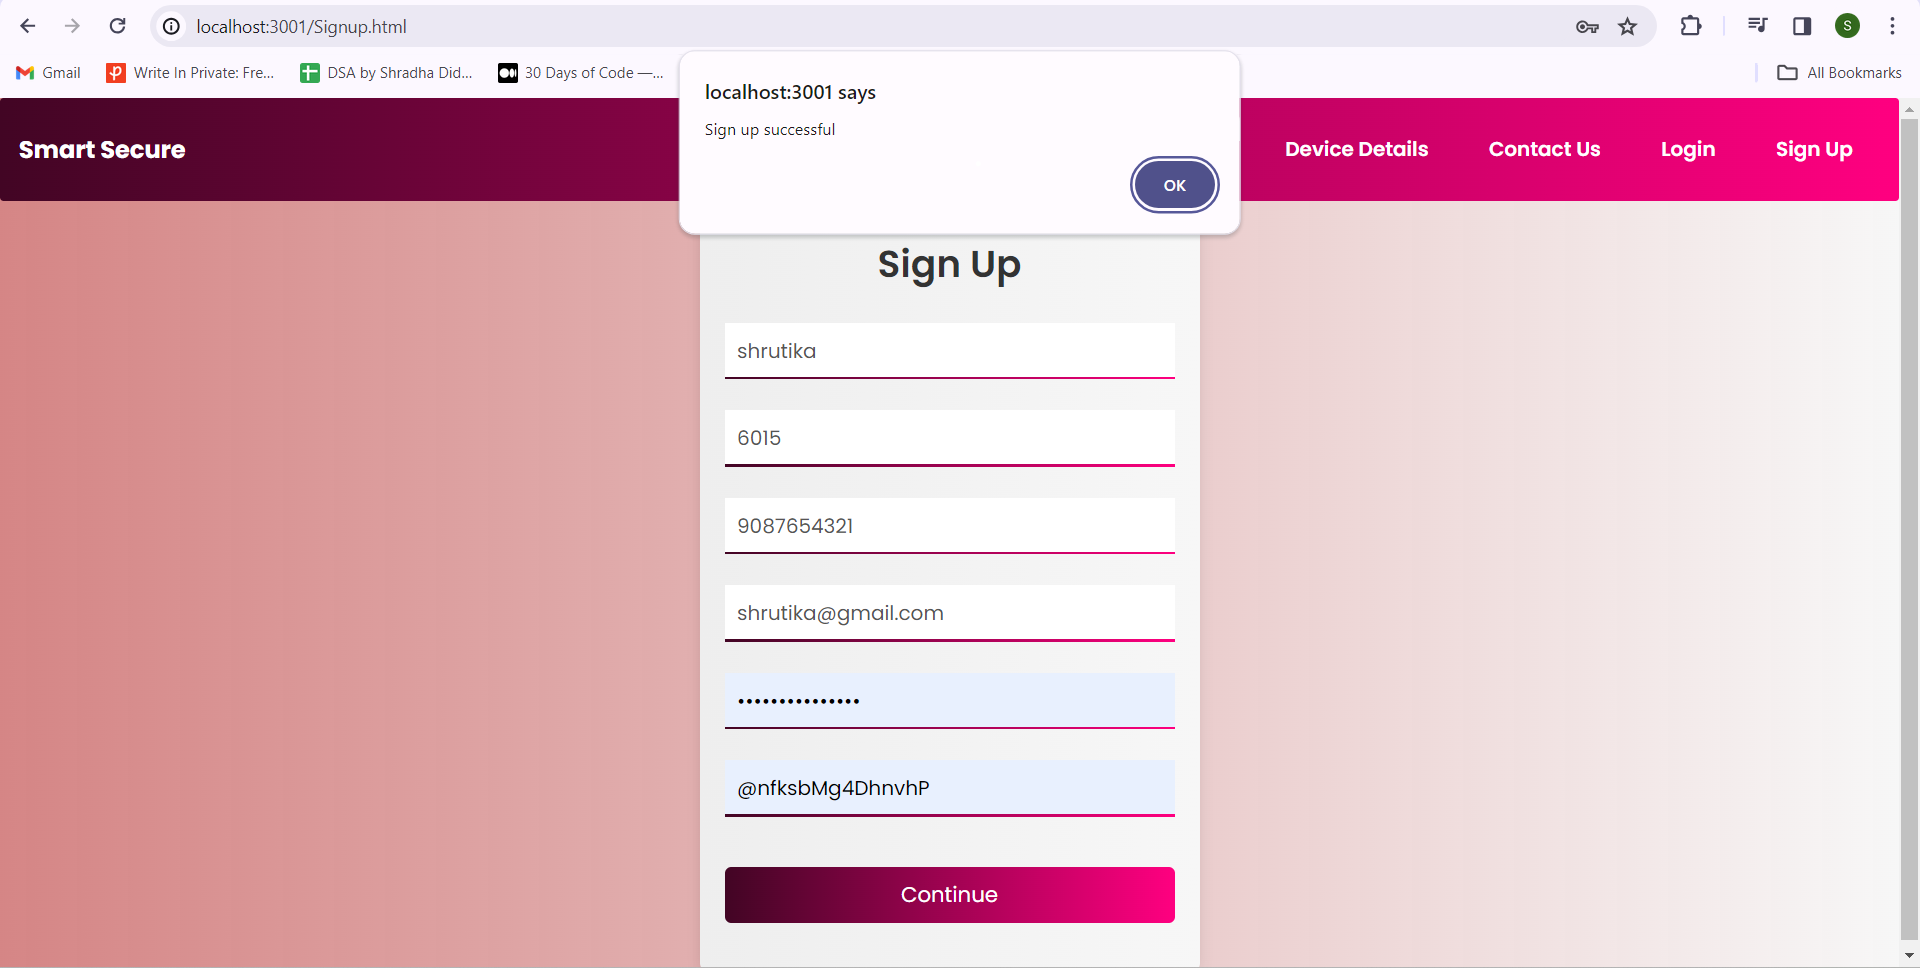 localhost:3001/Signup.html
S
Gmail
Write In Private: Fre...
DSA by Shradha Did...
30 Days of Code —...
All Bookmarks
localhost:3001 says
Sign up successful
OK
Smart Secure
Device Details
Contact Us
Login
Sign Up
Sign Up
shrutika
6015
9087654321
shrutika@gmail.com
•••••••••••••••
@nfksbMg4DhnvhP
Continue